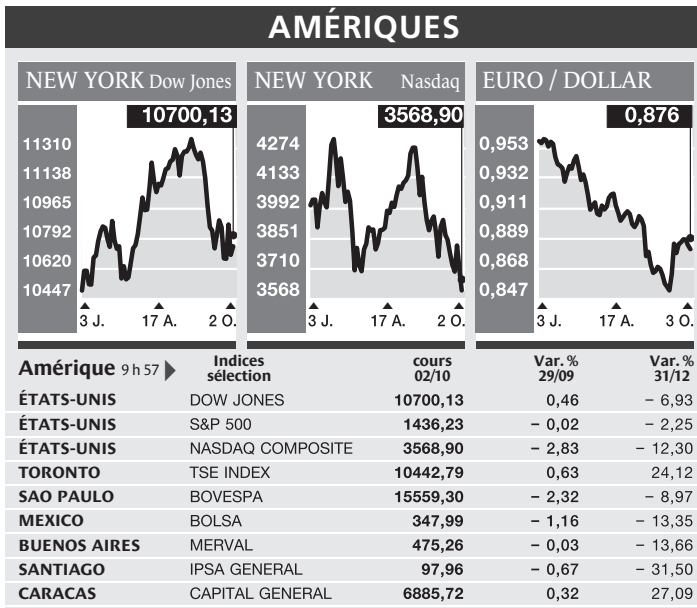 AMÉRIQUES
NEW YORK Dow Jones
10700,13
11310
11138
10965
10792
10620
10447
3 J. 17 A. 2 O.
NEW YORK Nasdaq
3568,90
4274
4133
3992
3851
3710
3568
3 J. 17 A. 2 O.
EURO / DOLLAR
0,876
0,953
0,932
0,911
0,889
0,868
0,847
3 J. 17 A. 3 O.
Amérique 9 h 57 Indices sélection cours 02/10 Var. % 29/09 Var. % 31/12
ÉTATS-UNIS DOW JONES 10700,13 0,46 – 6,93
ÉTATS-UNIS S&P 500 1436,23 – 0,02 – 2,25
ÉTATS-UNIS NASDAQ COMPOSITE 3568,90 – 2,83 – 12,30
TORONTO TSE INDEX 10442,79 0,63 24,12
SAO PAULO BOVESPA 15559,30 – 2,32 – 8,97
MEXICO BOLSA 347,99 – 1,16 – 13,35
BUENOS AIRES MERVAL 475,26 – 0,03 – 13,66
SANTIAGO IPSA GENERAL 97,96 – 0,67 – 31,50
CARACAS CAPITAL GENERAL 6885,72 0,32 27,09